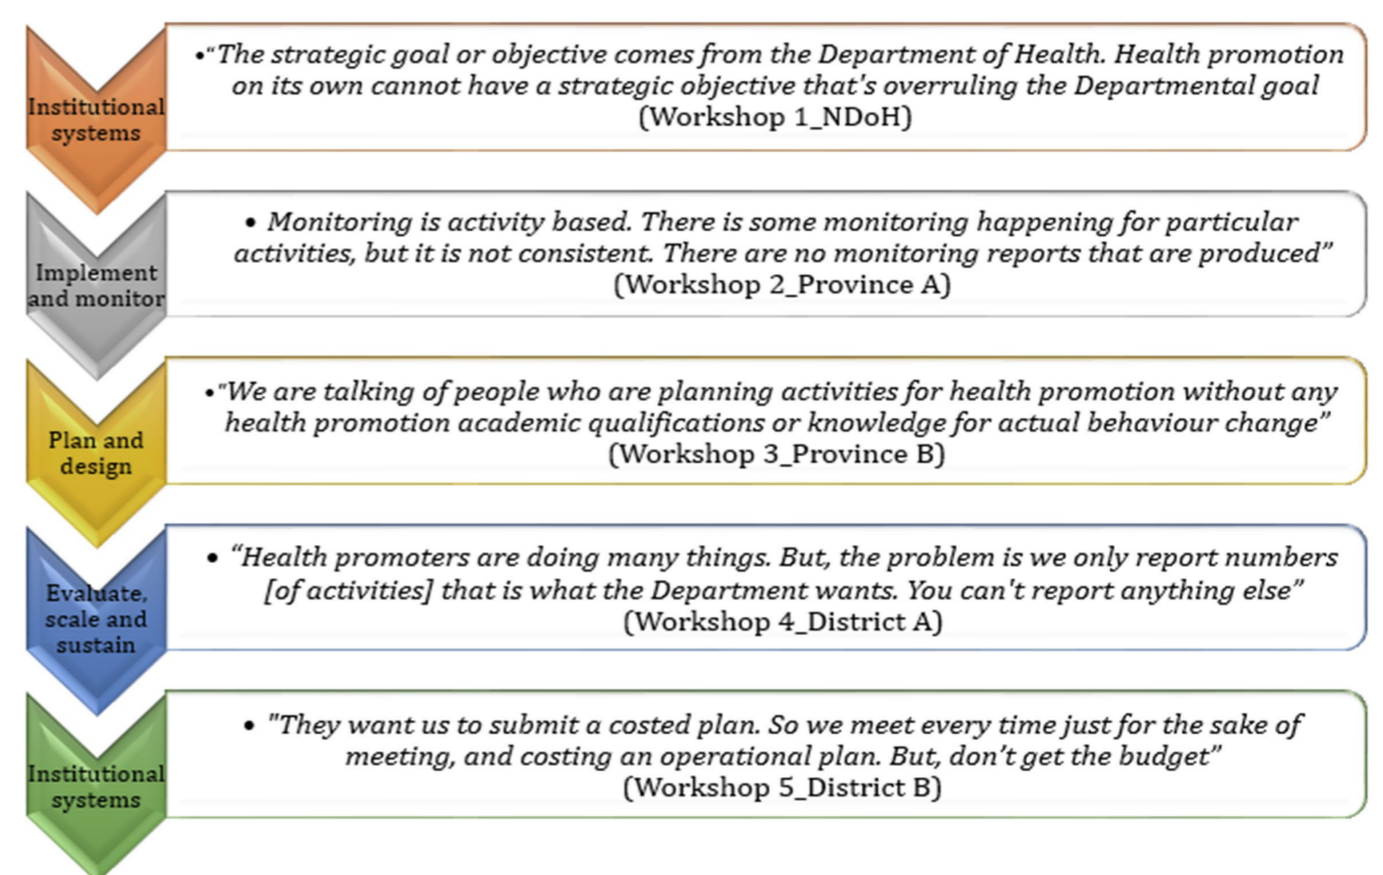 Institutional
systems
•“The strategic goal or objective comes from the Department of Health. Health promotion
on its own cannot have a strategic objective that's overruling the Departmental goal
(Workshop 1_NDoH)
Implement
and monitor
• Monitoring is activity based. There is some monitoring happening for particular
activities, but it is not consistent. There are no monitoring reports that are produced”
(Workshop 2_Province A)
Plan and
design
•"We are talking of people who are planning activities for health promotion without any
health promotion academic qualifications or knowledge for actual behaviour change”
(Workshop 3_Province B)
Evaluate,
scale and
sustain
• “Health promoters are doing many things. But, the problem is we only report numbers
[of activities] that is what the Department wants. You can't report anything else”
(Workshop 4_District A)
Institutional
systems
• "They want us to submit a costed plan. So we meet every time just for the sake of
meeting, and costing an operational plan. But, don’t get the budget”
(Workshop 5_District B)